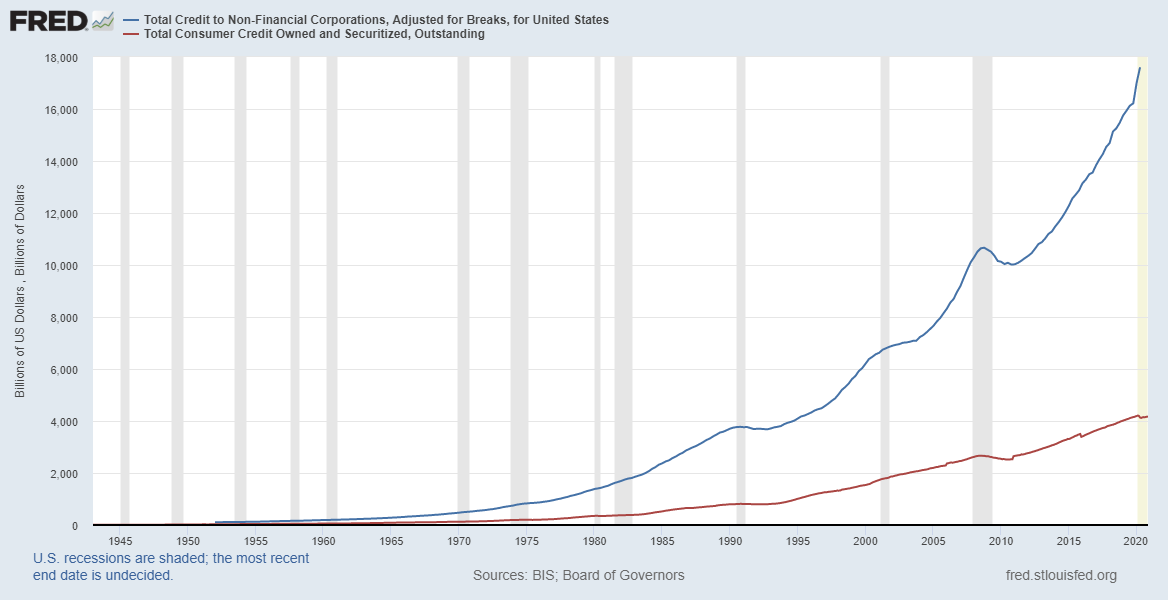 FRED
Total Credit to Non-Financial Corporations, Adjusted for Breaks, for United States
Total Consumer Credit Owned and Securitized, Outstanding
Billions of US Dollars , Billions of Dollars
18,000
16,000
14,000
12,000
10,000
8,000
6,000
4,000
2,000
0
1945 1950 1955 1960 1965 1970 1975 1980 1985 1990 1995 2000 2005 2010 2015 2020
U.S. recessions are shaded; the most recent
end date is undecided.
Sources: BIS; Board of Governors
fred.stlouisfed.org